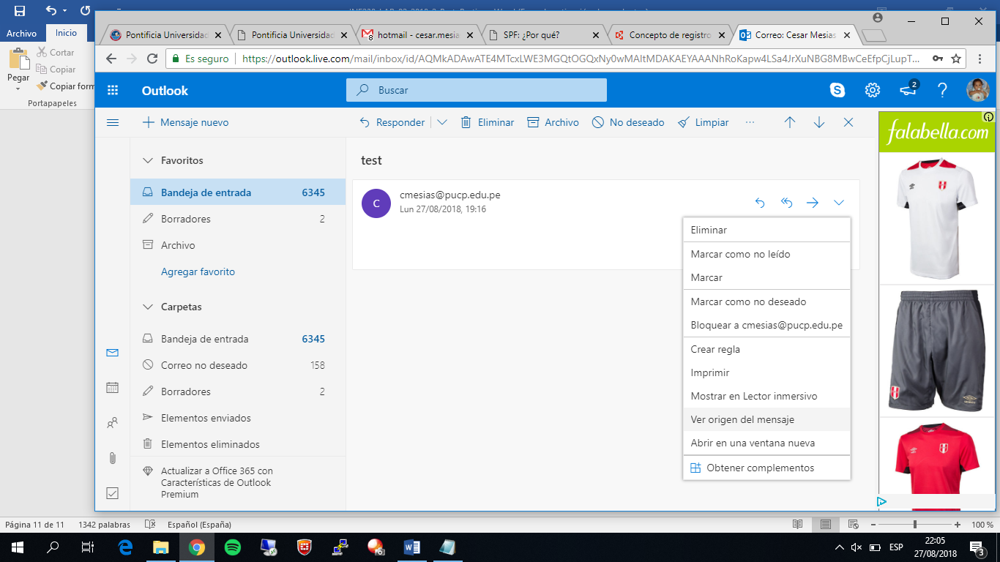 Archivo
Inicio
Pegar
Cortar
Copiar
Copiar form
Portapapeles
Pontificia Universidad
Pontificia Universidad
hotmail - cesar.mesia
SPF: ¿Por qué?
Concepto de registro
Correo: Cesar Mesias
Es seguro
https://outlook.live.com/mail/inbox/id/AQMkADAwATE4MTcxLWE3MGQtOGQxNy0wMAItMDAKAEYAAANhRoKapw4LSa4JrXuNBG8MBwCeEfpCjLupT...
Outlook
Buscar
2
Mensaje nuevo
Responder
Eliminar
Archivo
No deseado
Limpiar
Favoritos
Bandeja de entrada 6345
Borradores 2
Archivo
Agregar favorito
Carpetas
Bandeja de entrada 6345
Correo no deseado 158
Borradores 2
Elementos enviados
Elementos eliminados
Actualizar a Office 365 con
Características de Outlook
Premium
test
C
cmesias@pucp.edu.pe
Lun 27/08/2018, 19:16
Eliminar
Marcar como no leído
Marcar
Marcar como no deseado
Bloquear a cmesias@pucp.edu.pe
Crear regla
Imprimir
Mostrar en Lector inmersivo
Ver origen del mensaje
Abrir en una ventana nueva
Obtener complementos
falabella.com
Página 11 de 11
1342 palabras
Español (España)
100 %
ESP
22:05
27/08/2018
3